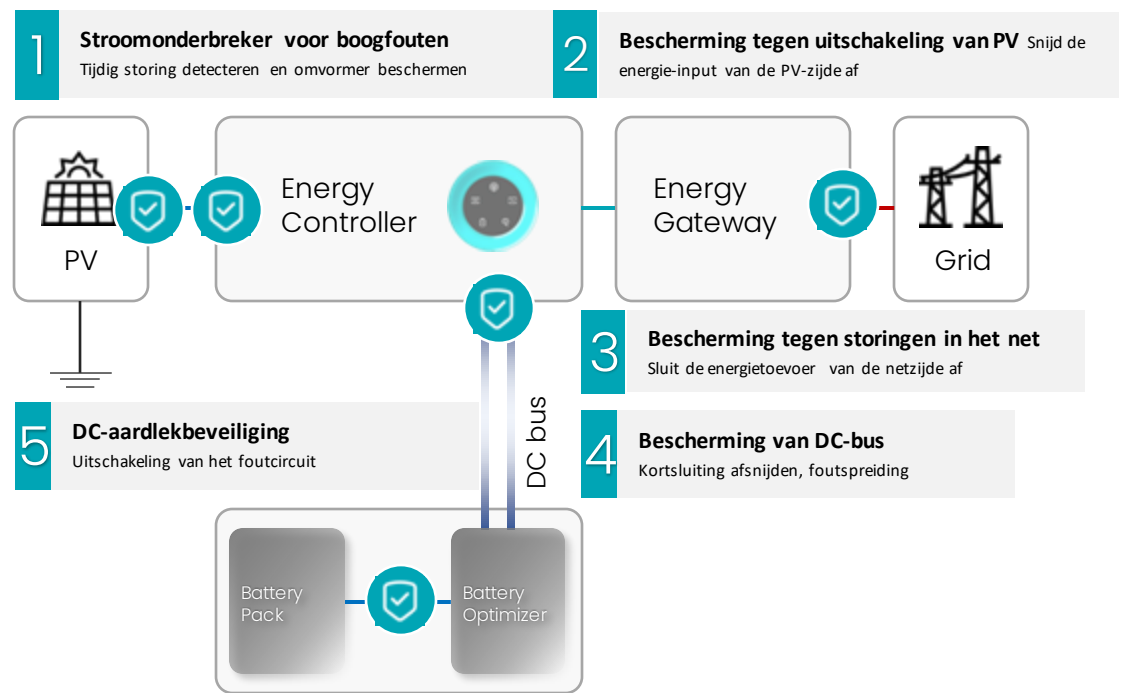 1
Stroomonderbreker voor boogfouten
Tijdig storing detecteren en omvormer beschermen
2
Bescherming tegen uitschakeling van PV Snijd de
energie-input van de PV-zijde af
PV
Energy
Controller
Energy
Gateway
Grid
3
Bescherming tegen storingen in het net
Sluit de energietoevoer van de netzijde af
5
DC-aardlekbeveiliging
Uitschakeling van het foutcircuit
DC bus
4
Bescherming van DC-bus
Kortsluiting afsnijden, foutspreiding
Battery
Pack
Battery
Optimizer